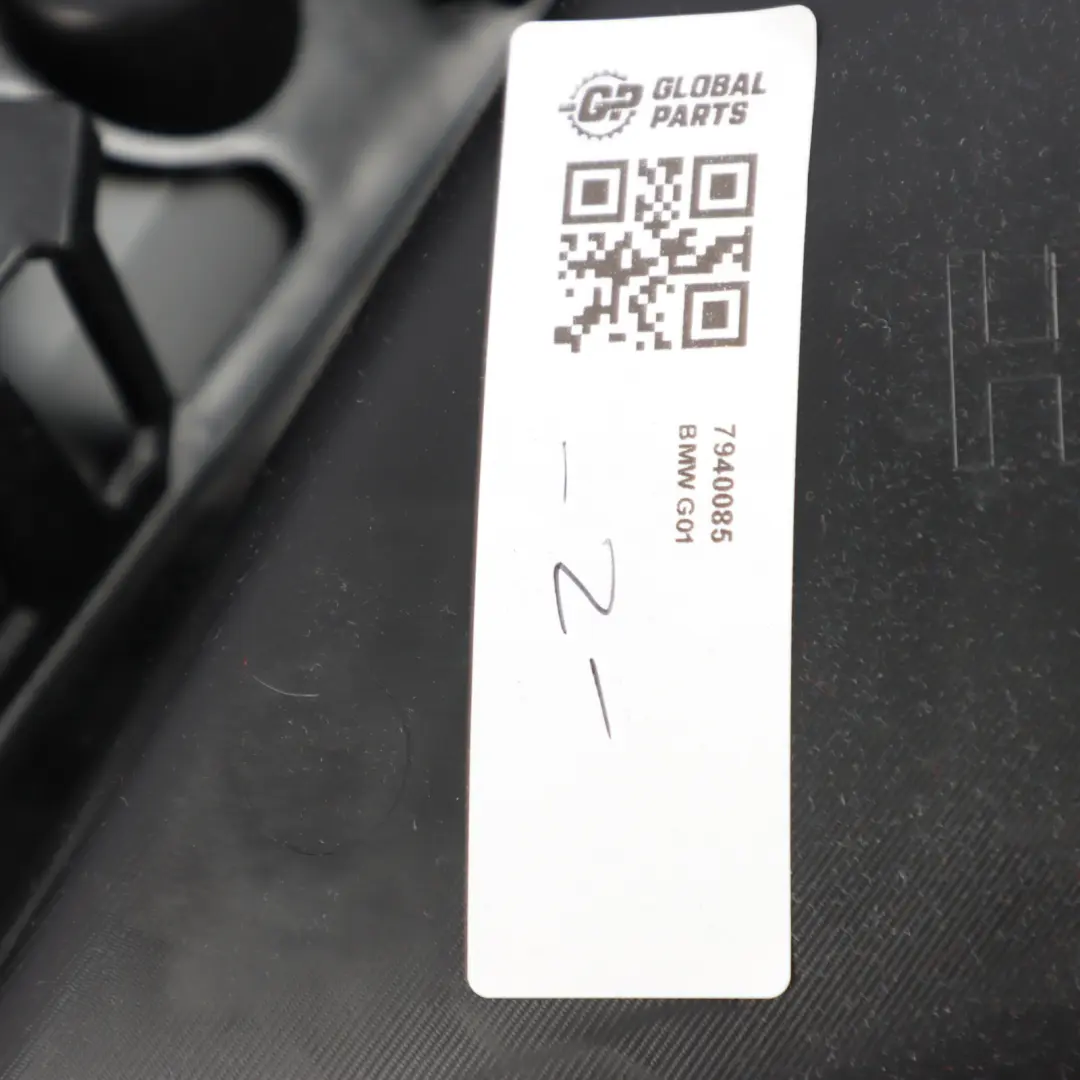 GP GLOBAL
PARTS
7940085
BMW G01
- 2 -
H